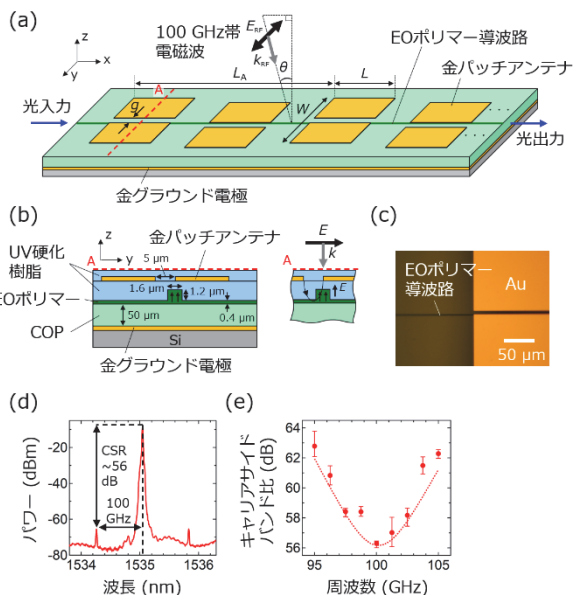 (a)
z
x
y
100 GHz帯
電磁波
E_RF
k_RF
θ
EOポリマー導波路
金パッチアンテナ
L_A
L
A
g
W
光入力
光出力
金グラウンド電極
(b)
z
y
A
UV硬化
樹脂
5 μm
金パッチアンテナ
1.6 μm
1.2 μm
EOポリマー
COP
50 μm
0.4 μm
Si
金グラウンド電極
E
k
A
E
(c)
EOポリマー
導波路
Au
50 μm
(d)
パワー (dBm)
-20
-40
-60
-80
CSR
~56
dB
100
GHz
1534
1535
1536
波長 (nm)
(e)
キャリアサイド
バンド比 (dB)
64
62
60
58
56
95
100
105
周波数 (GHz)